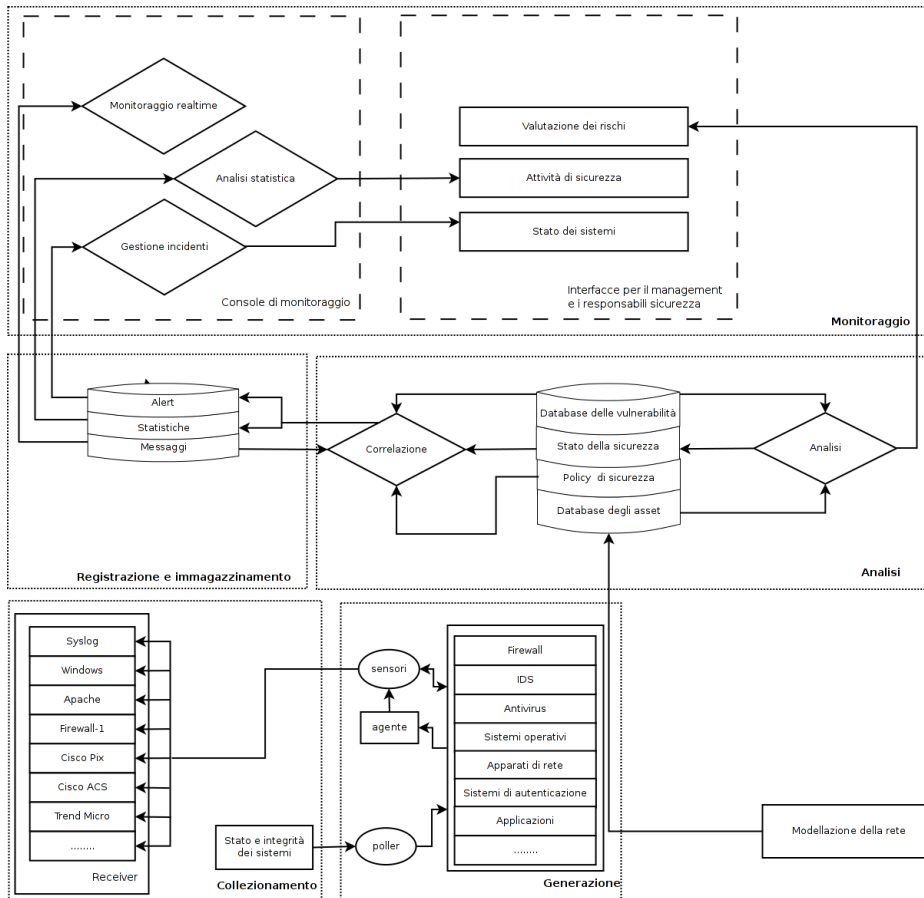 Monitoraggio realtime
Valutazione dei rischi
Analisi statistica
Attività di sicurezza
Gestione incidenti
Stato dei sistemi
Console di monitoraggio
Interfacce per il management
e i responsabili sicurezza
Monitoraggio
Alert
Statistiche
Messaggi
Correlazione
Database delle vulnerabilità
Stato della sicurezza
Policy di sicurezza
Database degli asset
Analisi
Registrazione e immagazzinamento
Analisi
Syslog
Windows
Apache
Firewall-1
Cisco Pix
Cisco ACS
Trend Micro
........
Receiver
Stato e integrità
dei sistemi
Collezionamento
sensori
agente
poller
Firewall
IDS
Antivirus
Sistemi operativi
Apparati di rete
Sistemi di autenticazione
Applicazioni
........
Generazione
Modellazione della rete